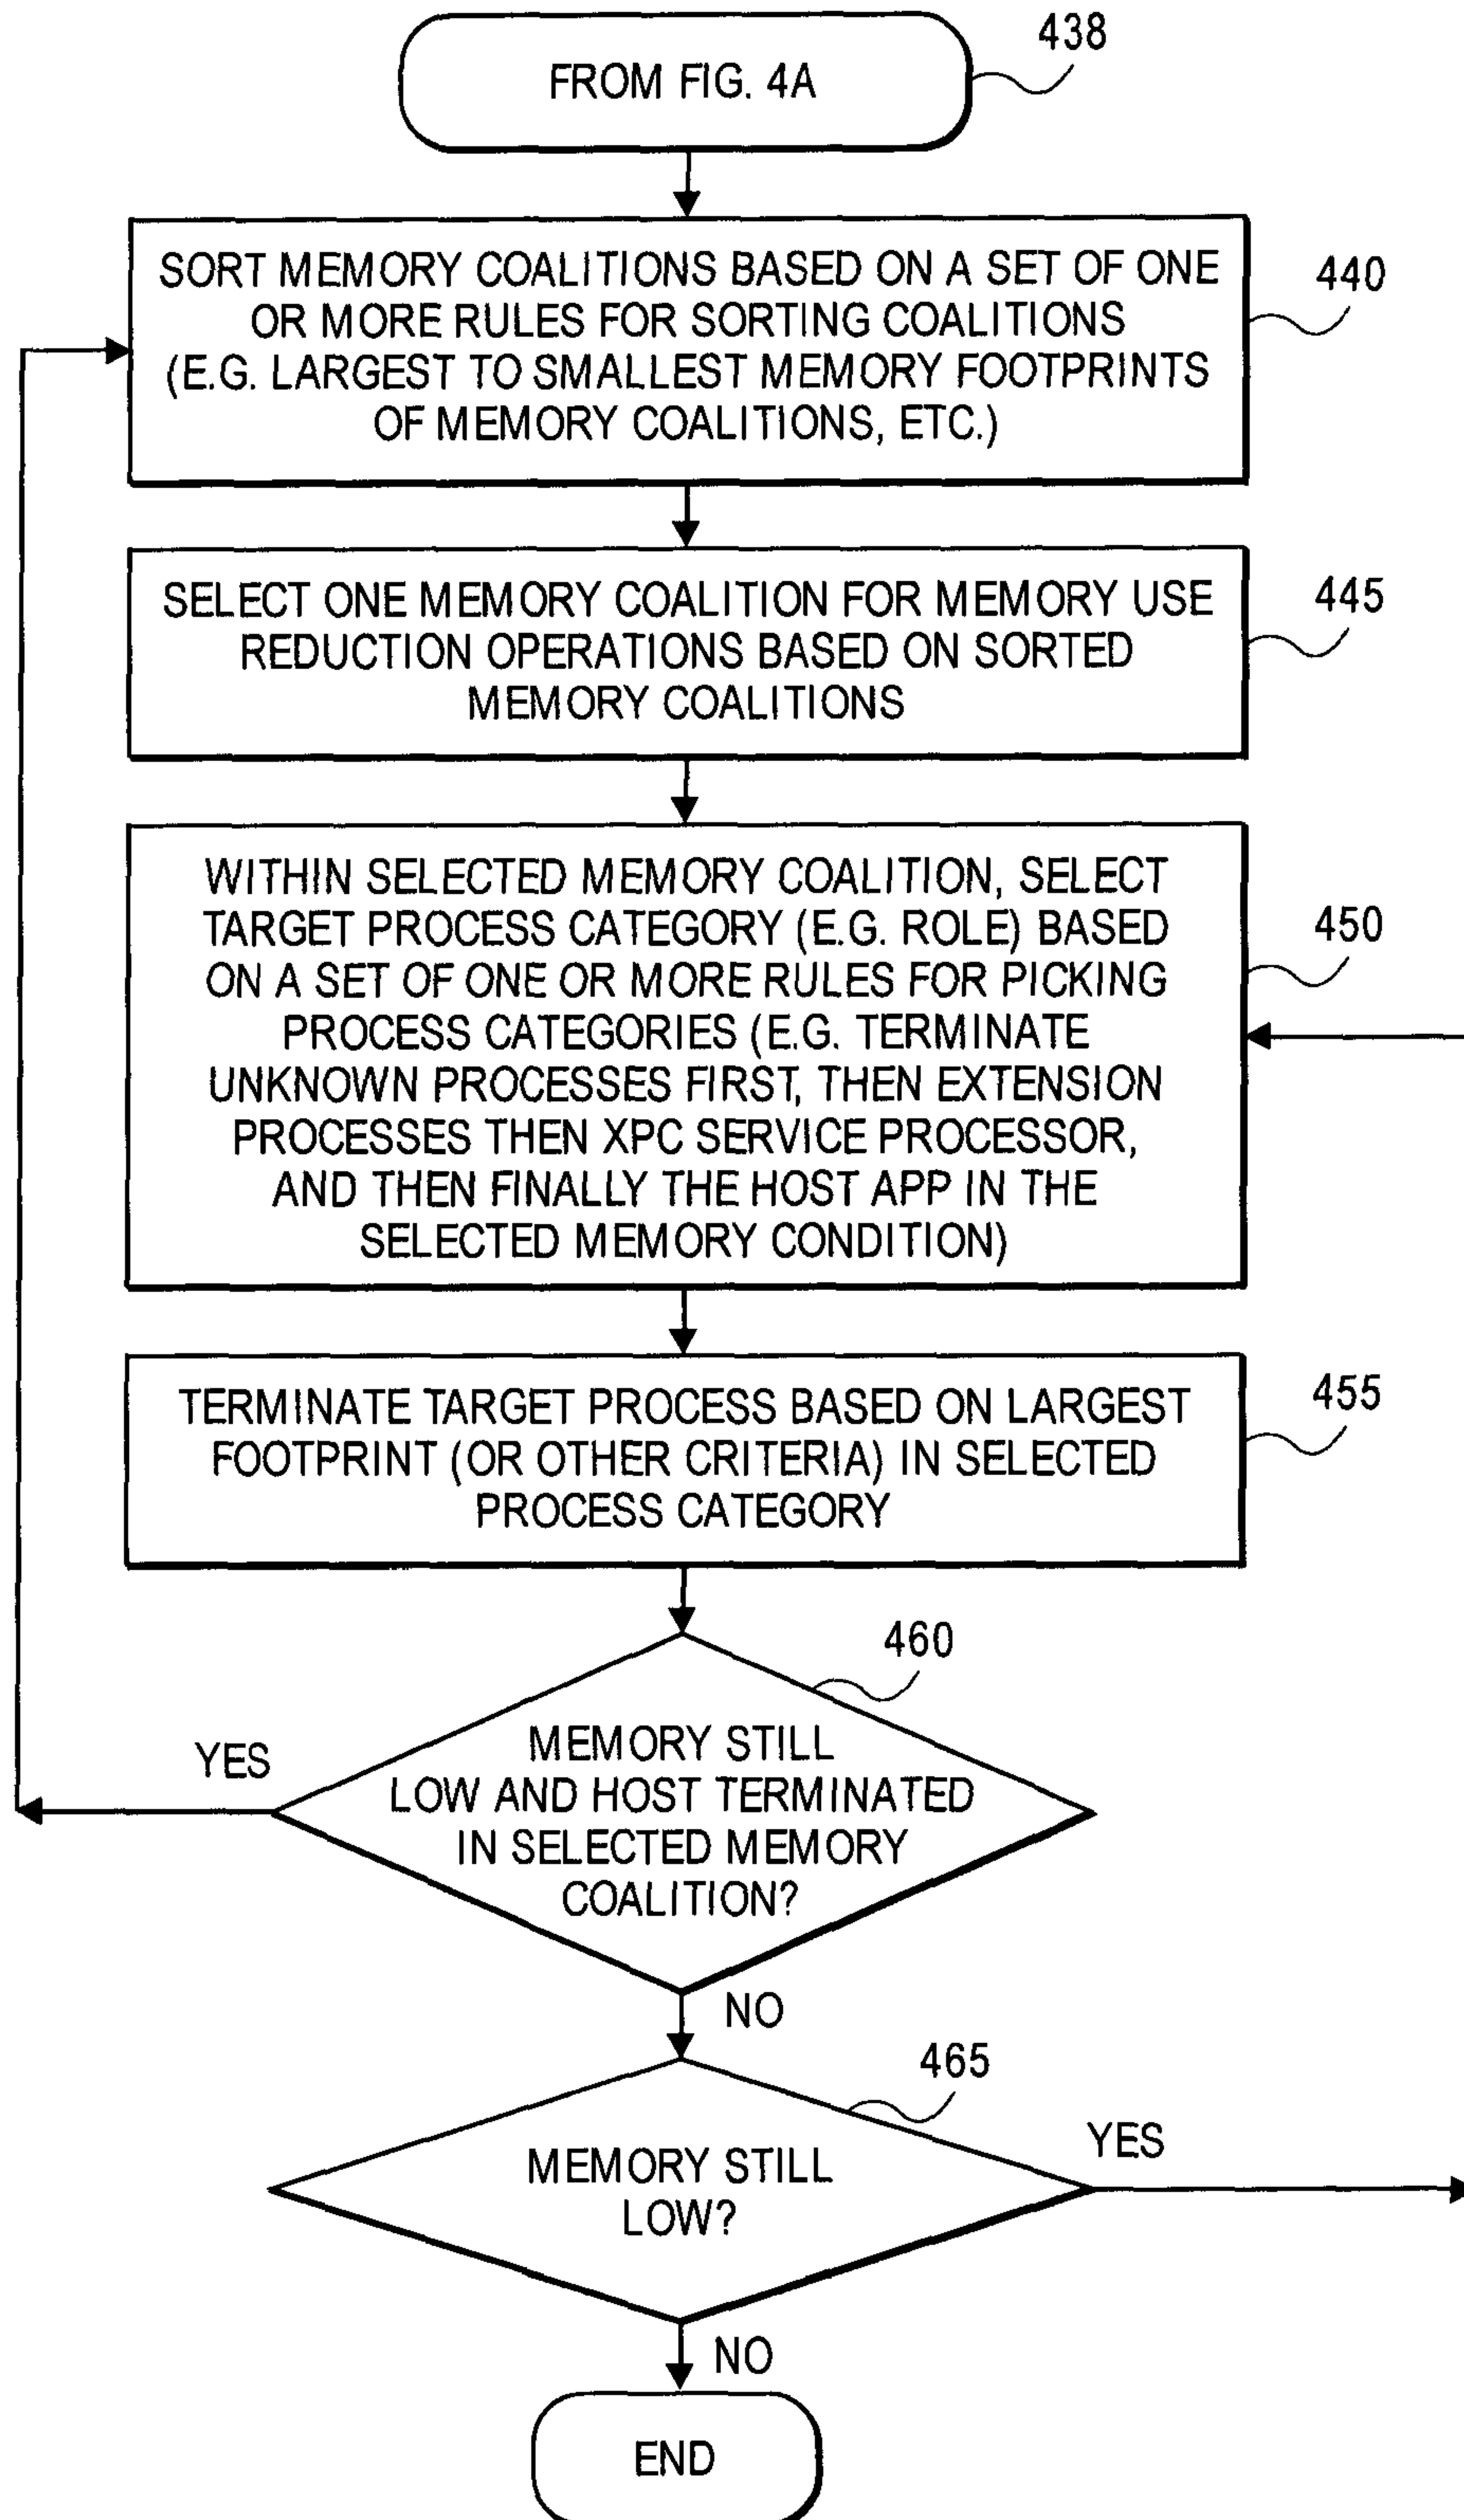 438
FROM FIG. 4A
SORT MEMORY COALITIONS BASED ON A SET OF ONE
OR MORE RULES FOR SORTING COALITIONS
(E.G. LARGEST TO SMALLEST MEMORY FOOTPRINTS
OF MEMORY COALITIONS, ETC.)
440
SELECT ONE MEMORY COALITION FOR MEMORY USE
REDUCTION OPERATIONS BASED ON SORTED
MEMORY COALITIONS
445
WITHIN SELECTED MEMORY COALITION, SELECT
TARGET PROCESS CATEGORY (E.G. ROLE) BASED
ON A SET OF ONE OR MORE RULES FOR PICKING
PROCESS CATEGORIES (E.G. TERMINATE
UNKNOWN PROCESSES FIRST, THEN EXTENSION
PROCESSES THEN XPC SERVICE PROCESSOR,
AND THEN FINALLY THE HOST APP IN THE
SELECTED MEMORY CONDITION)
450
TERMINATE TARGET PROCESS BASED ON LARGEST
FOOTPRINT (OR OTHER CRITERIA) IN SELECTED
PROCESS CATEGORY
455
460
YES
MEMORY STILL
LOW AND HOST TERMINATED
IN SELECTED MEMORY
COALITION?
NO
465
YES
MEMORY STILL
LOW?
NO
END